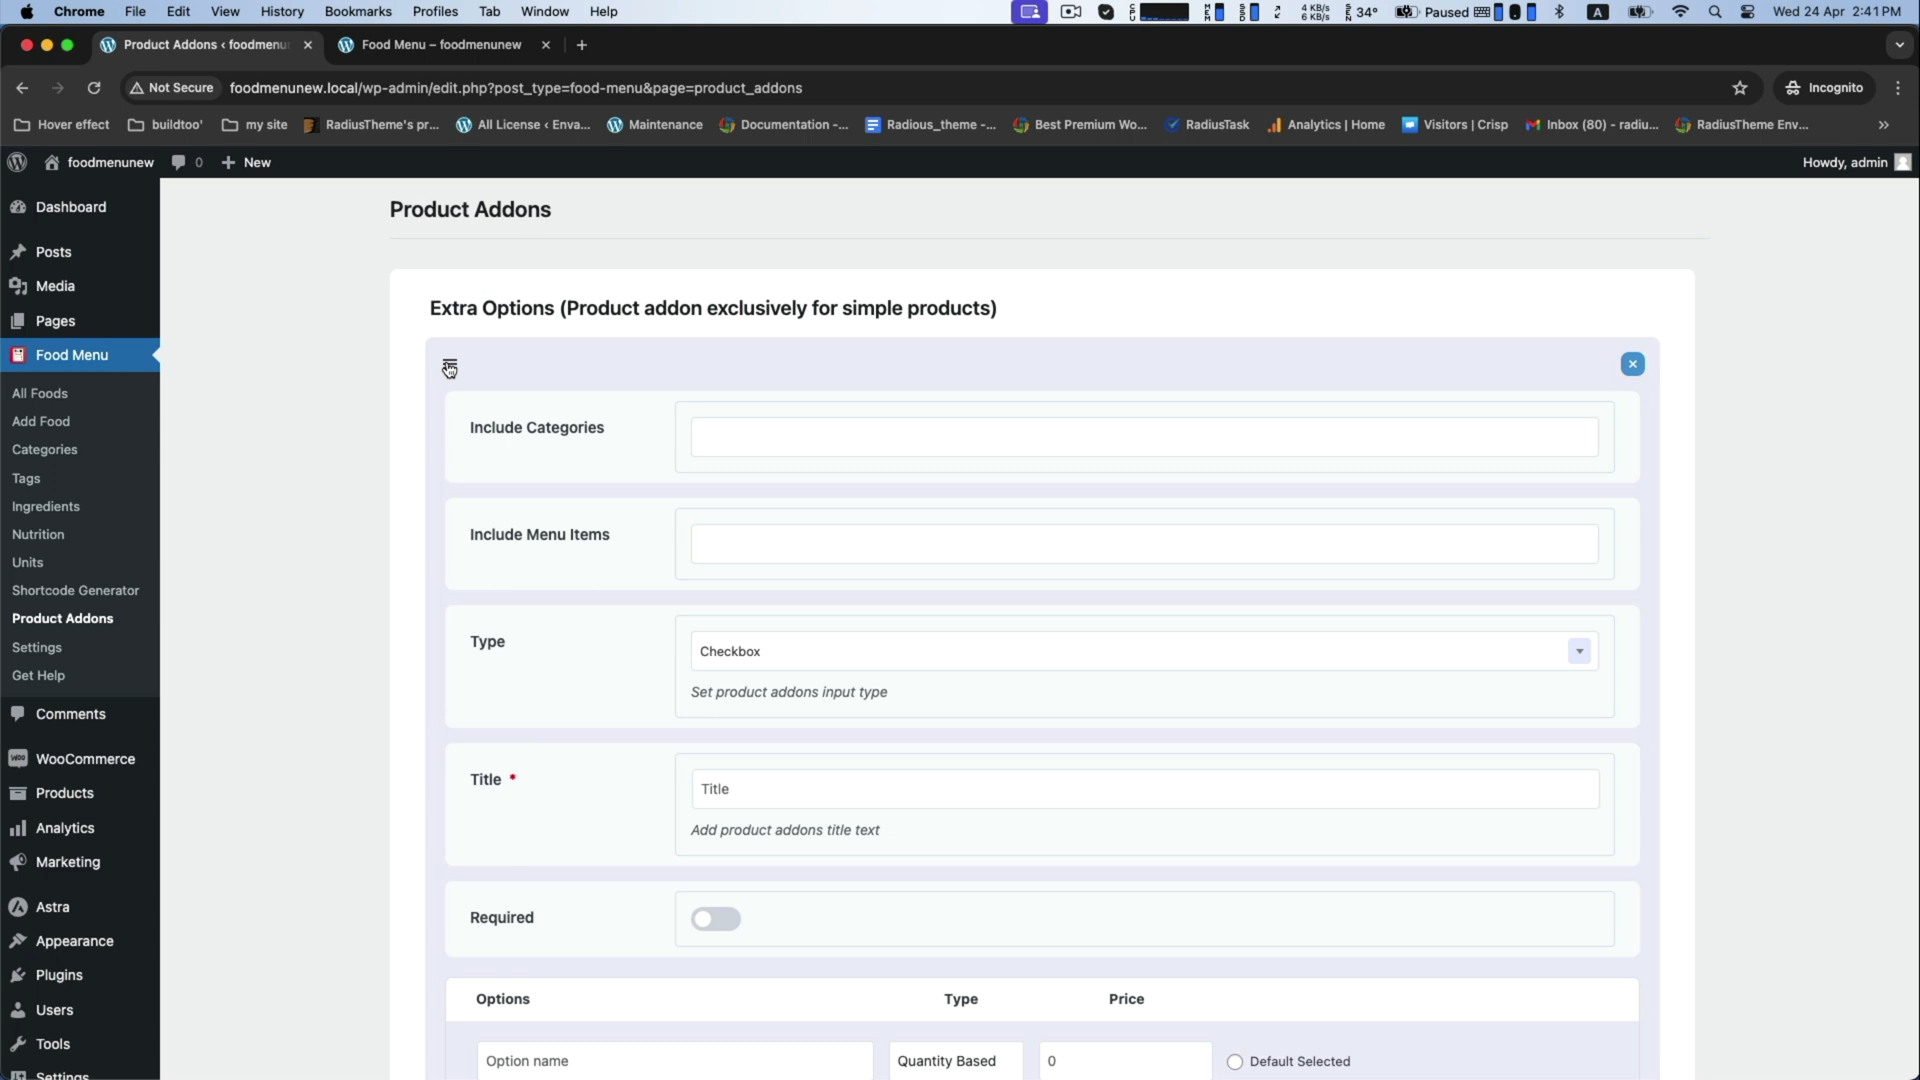 Chrome File Edit View History Bookmarks Profiles Tab Window Help
4 KB/s
6 KB/s
34° Paused A Wed 24 Apr 2:41 PM
Product Addons ‹ foodmenu
Food Menu – foodmenunew
Not Secure foodmenunew.local/wp-admin/edit.php?post_type=food-menu&page=product_addons Incognito
Hover effect buildtoo' my site RadiusTheme's pr... All License ‹ Enva... Maintenance Documentation -... Radious_theme -... Best Premium Wo... RadiusTask Analytics | Home Visitors | Crisp Inbox (80) - radiu... RadiusTheme Env... »
foodmenunew 0 + New Howdy, admin
Dashboard
Posts
Media
Pages
Food Menu
All Foods
Add Food
Categories
Tags
Ingredients
Nutrition
Units
Shortcode Generator
Product Addons
Settings
Get Help
Comments
WooCommerce
Products
Analytics
Marketing
Astra
Appearance
Plugins
Users
Tools
Settings
Product Addons
Extra Options (Product addon exclusively for simple products)
Include Categories
Include Menu Items
Type
Checkbox
Set product addons input type
Title *
Title
Add product addons title text
Required
Options Type Price
Option name Quantity Based 0 Default Selected